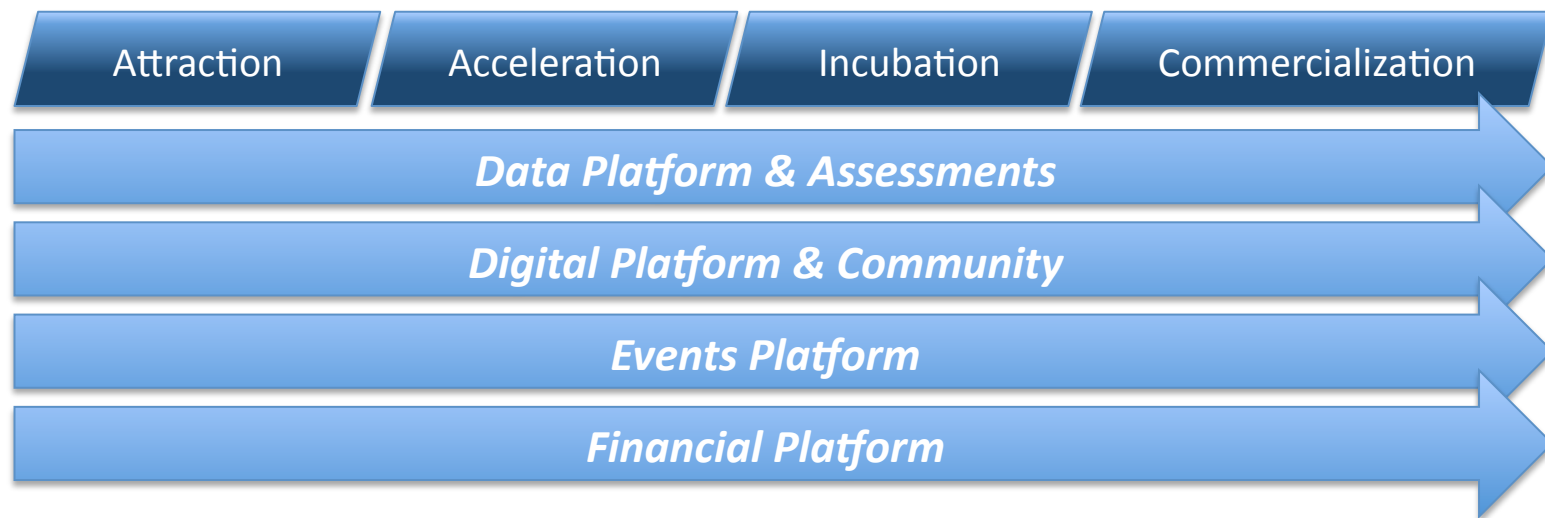 Attraction
Acceleration
Incubation
Commercialization
Data Platform & Assessments
Digital Platform & Community
Events Platform
Financial Platform